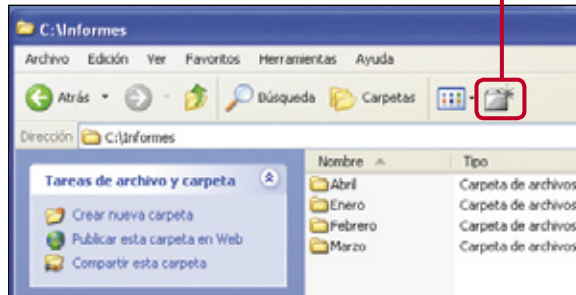 C:\Informes
Archivo Edición Ver Favoritos Herramientas Ayuda
Atrás Búsqueda Carpetas
Dirección C:\Informes
Nombre Tipo
Tareas de archivo y carpeta
Abril Carpeta de archivos
Crear nueva carpeta
Enero Carpeta de archivos
Publicar esta carpeta en Web
Febrero Carpeta de archivos
Compartir esta carpeta
Marzo Carpeta de archivos